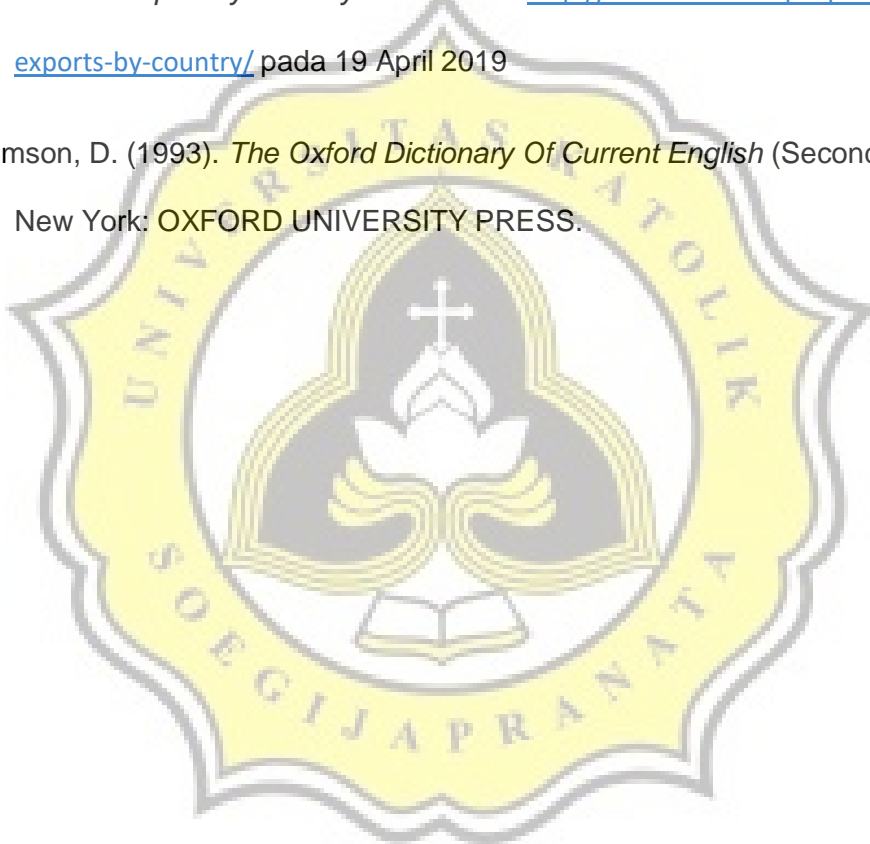 exports-by-country/ pada 19 April 2019
mson, D. (1993). The Oxford Dictionary Of Current English (Secon
New York: OXFORD UNIVERSITY PRESS.
UNIVERSITAS KATOLIK
SOEGIJAPRANATA